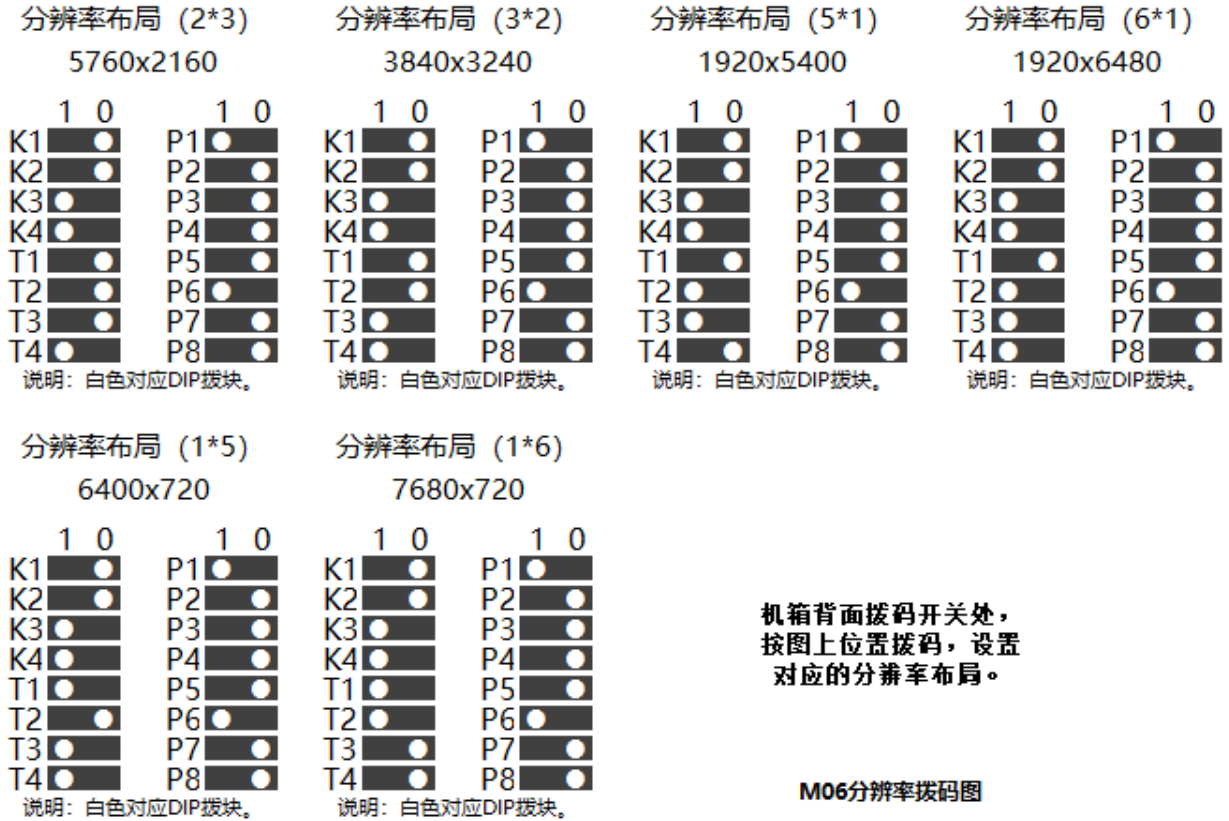 分辨率布局 (2*3) 分辨率布局 (3*2) 分辨率布局 (5*1) 分辨率布局 (6*1)
5760x2160 3840x3240 1920x5400 1920x6480
1 0 1 0 1 0 1 0 1 0 1 0 1 0 1 0
K1 P1 K1 P1 K1 P1 K1 P1
K2 P2 K2 P2 K2 P2 K2 P2
K3 P3 K3 P3 K3 P3 K3 P3
K4 P4 K4 P4 K4 P4 K4 P4
T1 P5 T1 P5 T1 P5 T1 P5
T2 P6 T2 P6 T2 P6 T2 P6
T3 P7 T3 P7 T3 P7 T3 P7
T4 P8 T4 P8 T4 P8 T4 P8
说明：白色对应DIP拨块。 说明：白色对应DIP拨块。 说明：白色对应DIP拨块。 说明：白色对应DIP拨块。
分辨率布局 (1*5) 分辨率布局 (1*6)
6400x720 7680x720
1 0 1 0 1 0 1 0
K1 P1 K1 P1
K2 P2 K2 P2
K3 P3 K3 P3
K4 P4 K4 P4
T1 P5 T1 P5
T2 P6 T2 P6
T3 P7 T3 P7
T4 P8 T4 P8
说明：白色对应DIP拨块。 说明：白色对应DIP拨块。
机箱背面拨码开关处，
按图上位置拨码，设置
对应的分辨率布局。
M06分辨率拨码图